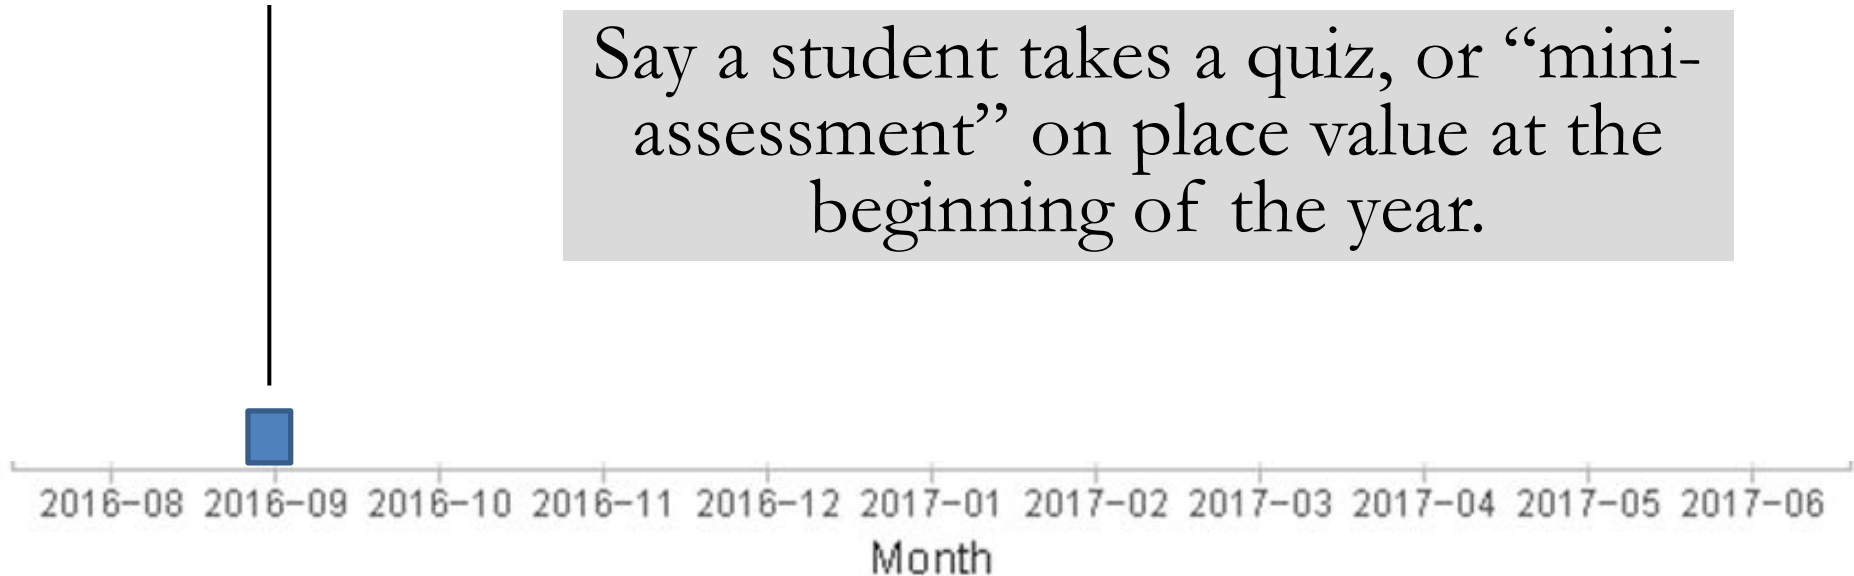 Say a student takes a quiz, or “mini-
assessment” on place value at the
beginning of the year.
2016-08 2016-09 2016-10 2016-11 2016-12 2017-01 2017-02 2017-03 2017-04 2017-05 2017-06
Month